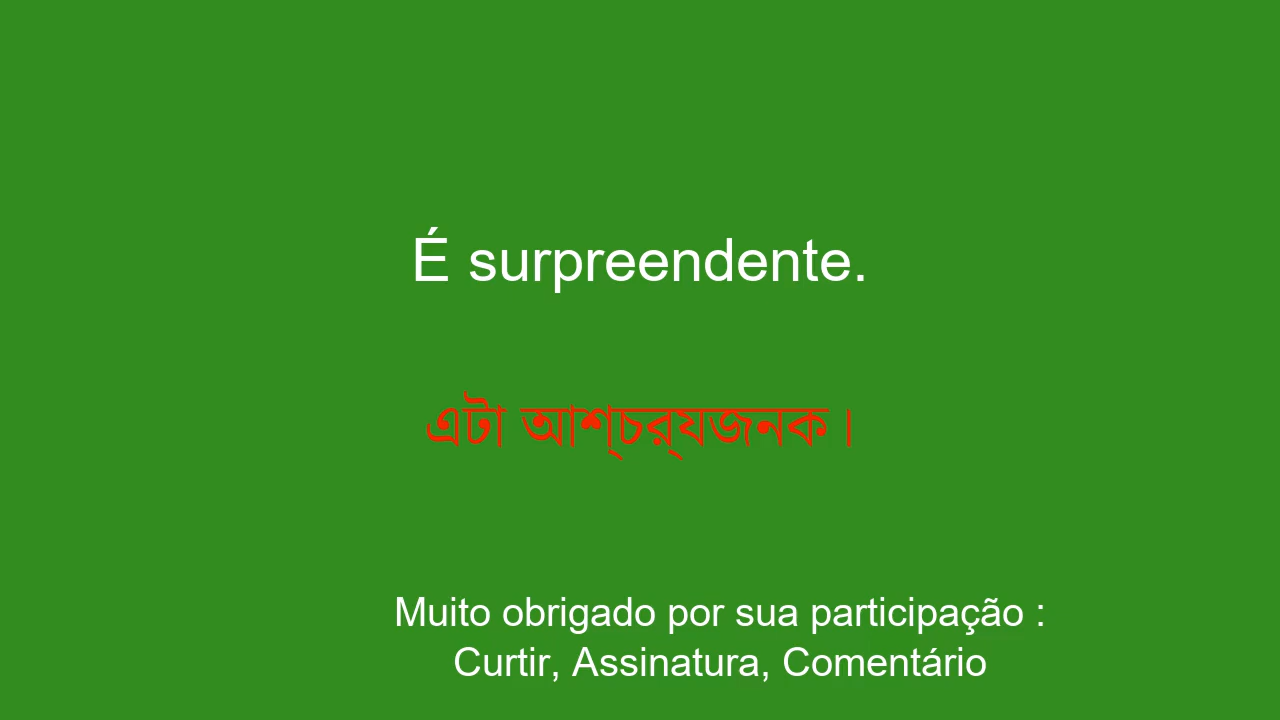 É surpreendente.
এটা আশ্চর্যজনক।
Muito obrigado por sua participação :
Curtir, Assinatura, Comentário